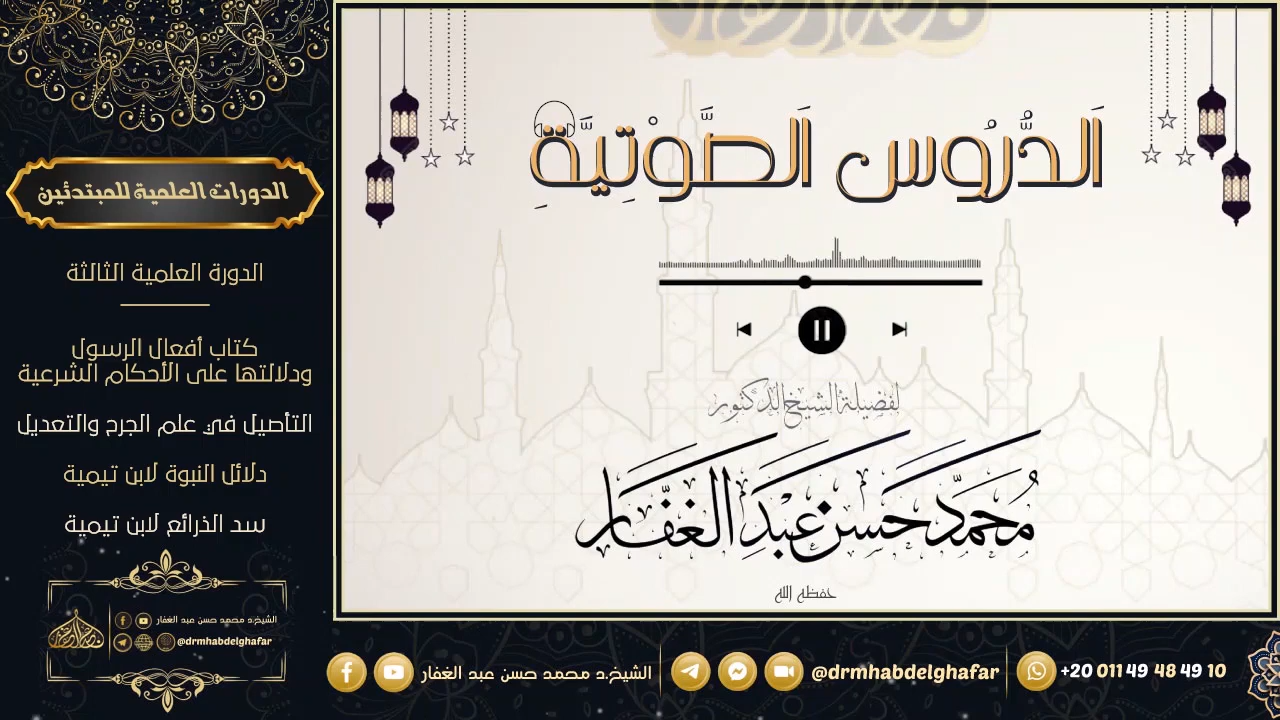 الدُّرُوس الصَّوْتِيَّةِ
لفضيلة الشيخ الدكتور
مُحَمَّد حَسَن عَبْدِ الغَفَّار
حفظه الله
الدورات العلمية للمبتدئين
الدورة العلمية الثالثة
كتاب أفعال الرسول
ودلالتها على الأحكام الشرعية
التأصيل في علم الجرح والتعديل
دلائل النبوة لابن تيمية
سد الذرائع لابن تيمية
الشيخ.د محمد حسن عبد الغفار
@drmhabdelghafar
الشيخ.د محمد حسن عبد الغفار
@drmhabdelghafar
+20 011 49 48 49 10